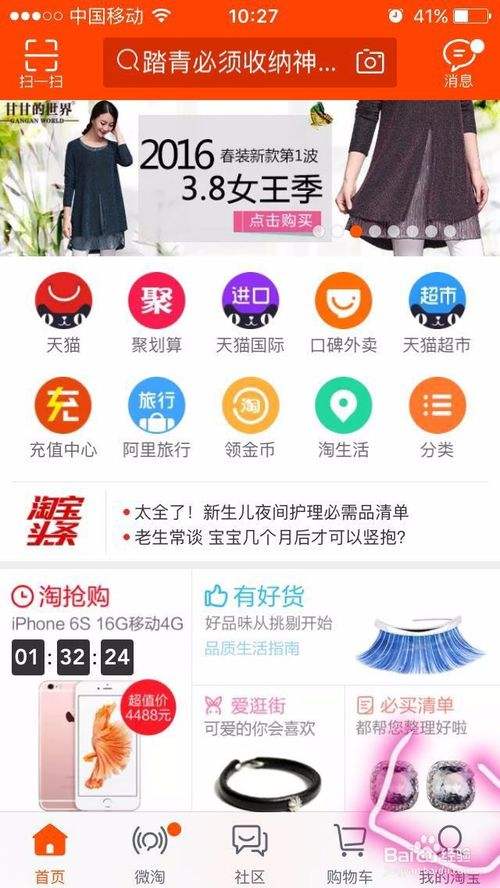 中国移动
10:27
41%
扫一扫
踏青必须收纳神...
消息
甘甘的世界
GANGAN WORLD
2016 春装新款第1波
3.8女王季
点击购买
聚
进口
超市
天猫
聚划算
天猫国际
口碑外卖
天猫超市
充
旅行
淘
充值中心
阿里旅行
领金币
淘生活
分类
淘宝头条
太全了！新生儿夜间护理必需品清单
老生常谈 宝宝几个月后才可以竖抱？
淘抢购
iPhone 6S 16G移动4G
01:32:24
超值价
4488元
有好货
好品味从挑剔开始
品质生活指南
爱逛街
可爱的你会喜欢
必买清单
都帮您整理好啦
首页
微淘
社区
购物车
我的淘宝
Baidu经验